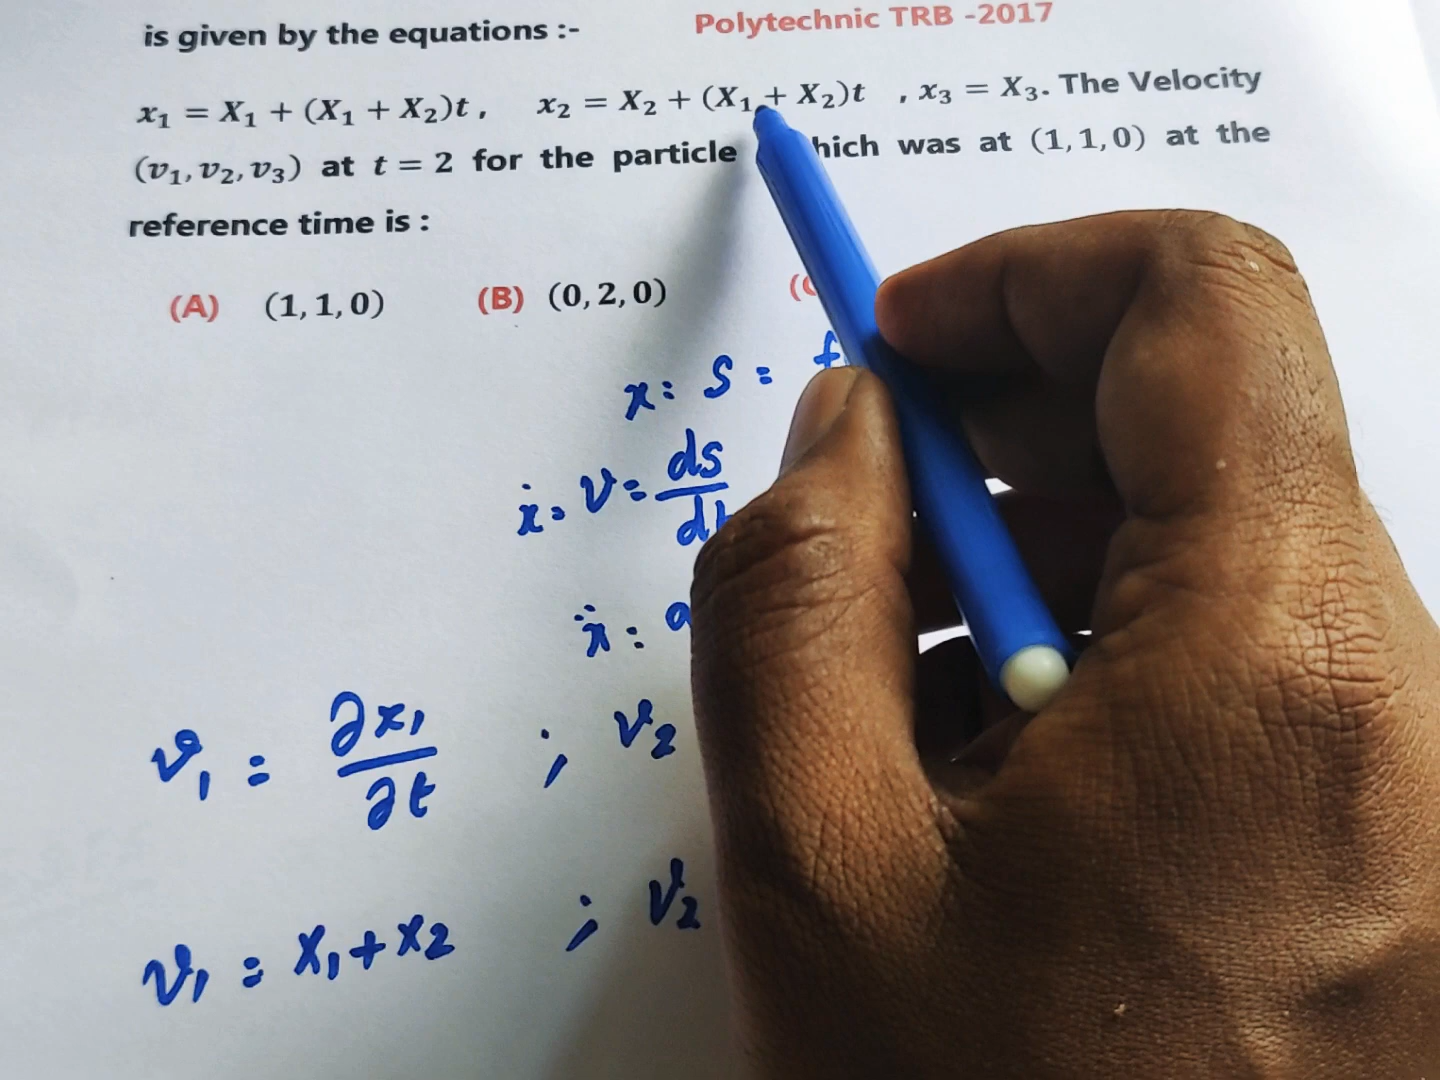 is given by the equations :- Polytechnic TRB -2017
x₁ = X₁ + (X₁ + X₂)t , x₂ = X₂ + (X₁ + X₂)t , x₃ = X₃. The Velocity
(v₁, v₂, v₃) at t = 2 for the particle which was at (1, 1, 0) at the
reference time is :
(A) (1, 1, 0) (B) (0, 2, 0)
x = S =
ẋ = v = ds/dt
ẍ = a
v₁ = ∂x₁/∂t ; v₂
v₁ = X₁ + X₂ ; v₂